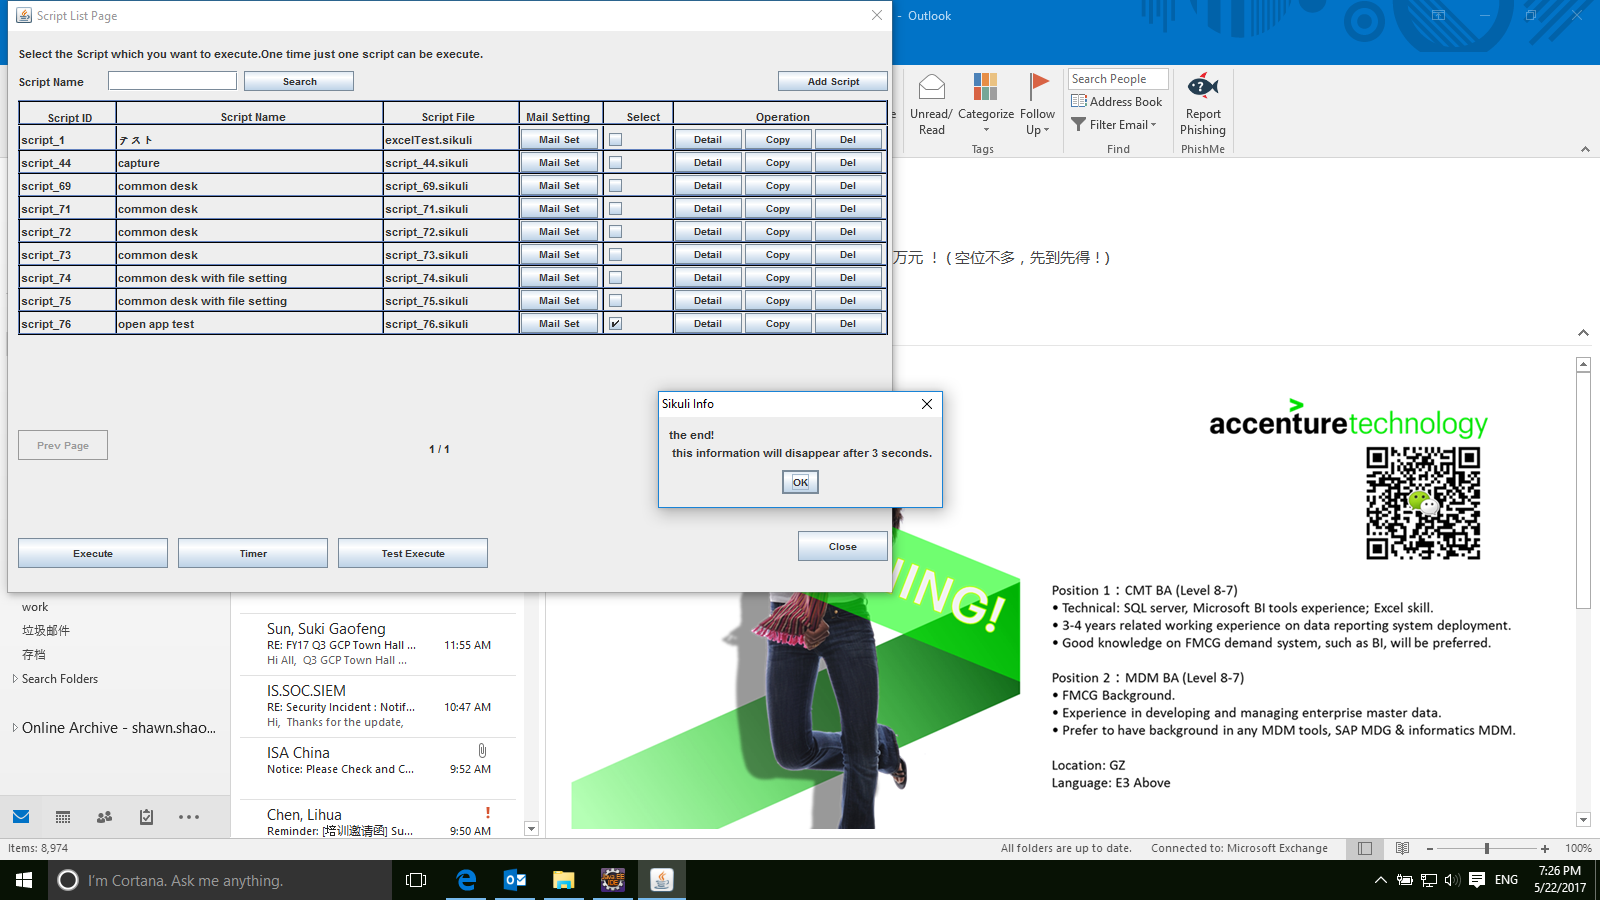 Script List Page
- Outlook
Select the Script which you want to execute.One time just one script can be execute.
Script Name
Search
Add Script
Script ID Script Name Script File Mail Setting Select Operation
script_1 テスト excelTest.sikuli Mail Set Detail Copy Del
script_44 capture script_44.sikuli Mail Set Detail Copy Del
script_69 common desk script_69.sikuli Mail Set Detail Copy Del
script_71 common desk script_71.sikuli Mail Set Detail Copy Del
script_72 common desk script_72.sikuli Mail Set Detail Copy Del
script_73 common desk script_73.sikuli Mail Set Detail Copy Del
script_74 common desk with file setting script_74.sikuli Mail Set Detail Copy Del
script_75 common desk with file setting script_75.sikuli Mail Set Detail Copy Del
script_76 open app test script_76.sikuli Mail Set Detail Copy Del
Prev Page
1 / 1
Execute
Timer
Test Execute
Close
Sikuli Info
the end!
this information will disappear after 3 seconds.
OK
Unread/
Read
Categorize
Follow
Up
Tags
Search People
Address Book
Filter Email
Find
Report
Phishing
PhishMe
万元 ！ ( 空位不多，先到先得！)
work
垃圾邮件
存档
Search Folders
Online Archive - shawn.shao...
Sun, Suki Gaofeng
RE: FY17 Q3 GCP Town Hall ... 11:55 AM
Hi All, Q3 GCP Town Hall ...
IS.SOC.SIEM
RE: Security Incident : Notif... 10:47 AM
Hi, Thanks for the update,
ISA China
Notice: Please Check and C... 9:52 AM
Chen, Lihua
Reminder: [培训邀请函] Su... 9:50 AM
accenturetechnology
NING!
Position 1：CMT BA (Level 8-7)
• Technical: SQL server, Microsoft BI tools experience; Excel skill.
• 3-4 years related working experience on data reporting system deployment.
• Good knowledge on FMCG demand system, such as BI, will be preferred.
Position 2：MDM BA (Level 8-7)
• FMCG Background.
• Experience in developing and managing enterprise master data.
• Prefer to have background in any MDM tools, SAP MDG & informatics MDM.
Location: GZ
Language: E3 Above
Items: 8,974
All folders are up to date.
Connected to: Microsoft Exchange
100%
I'm Cortana. Ask me anything.
ENG
7:26 PM
5/22/2017